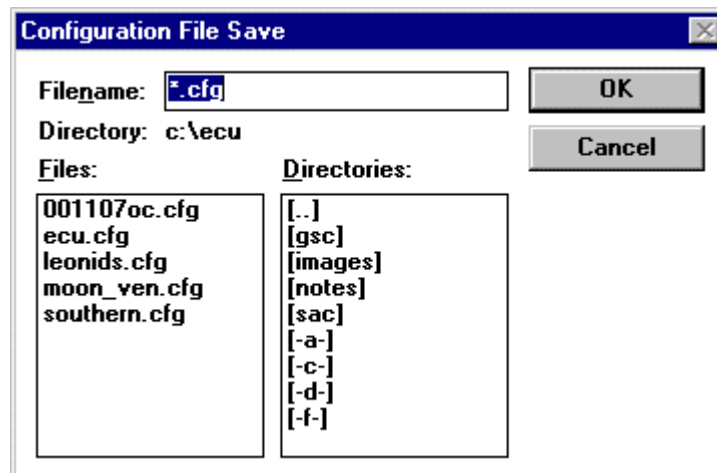 Configuration File Save
Filename: *.cfg
OK
Directory: c:\ecu
Cancel
Files:
001107oc.cfg
ecu.cfg
leonids.cfg
moon_ven.cfg
southern.cfg
Directories:
[..]
[gsc]
[images]
[notes]
[sac]
[-a-]
[-c-]
[-d-]
[-f-]